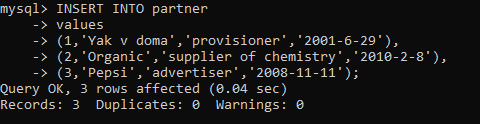 mysql> INSERT INTO partner
-> values
-> (1,'Yak v doma','provisioner','2001-6-29'),
-> (2,'Organic','supplier of chemistry','2010-2-8'),
-> (3,'Pepsi','advertiser','2008-11-11');
Query OK, 3 rows affected (0.04 sec)
Records: 3  Duplicates: 0  Warnings: 0